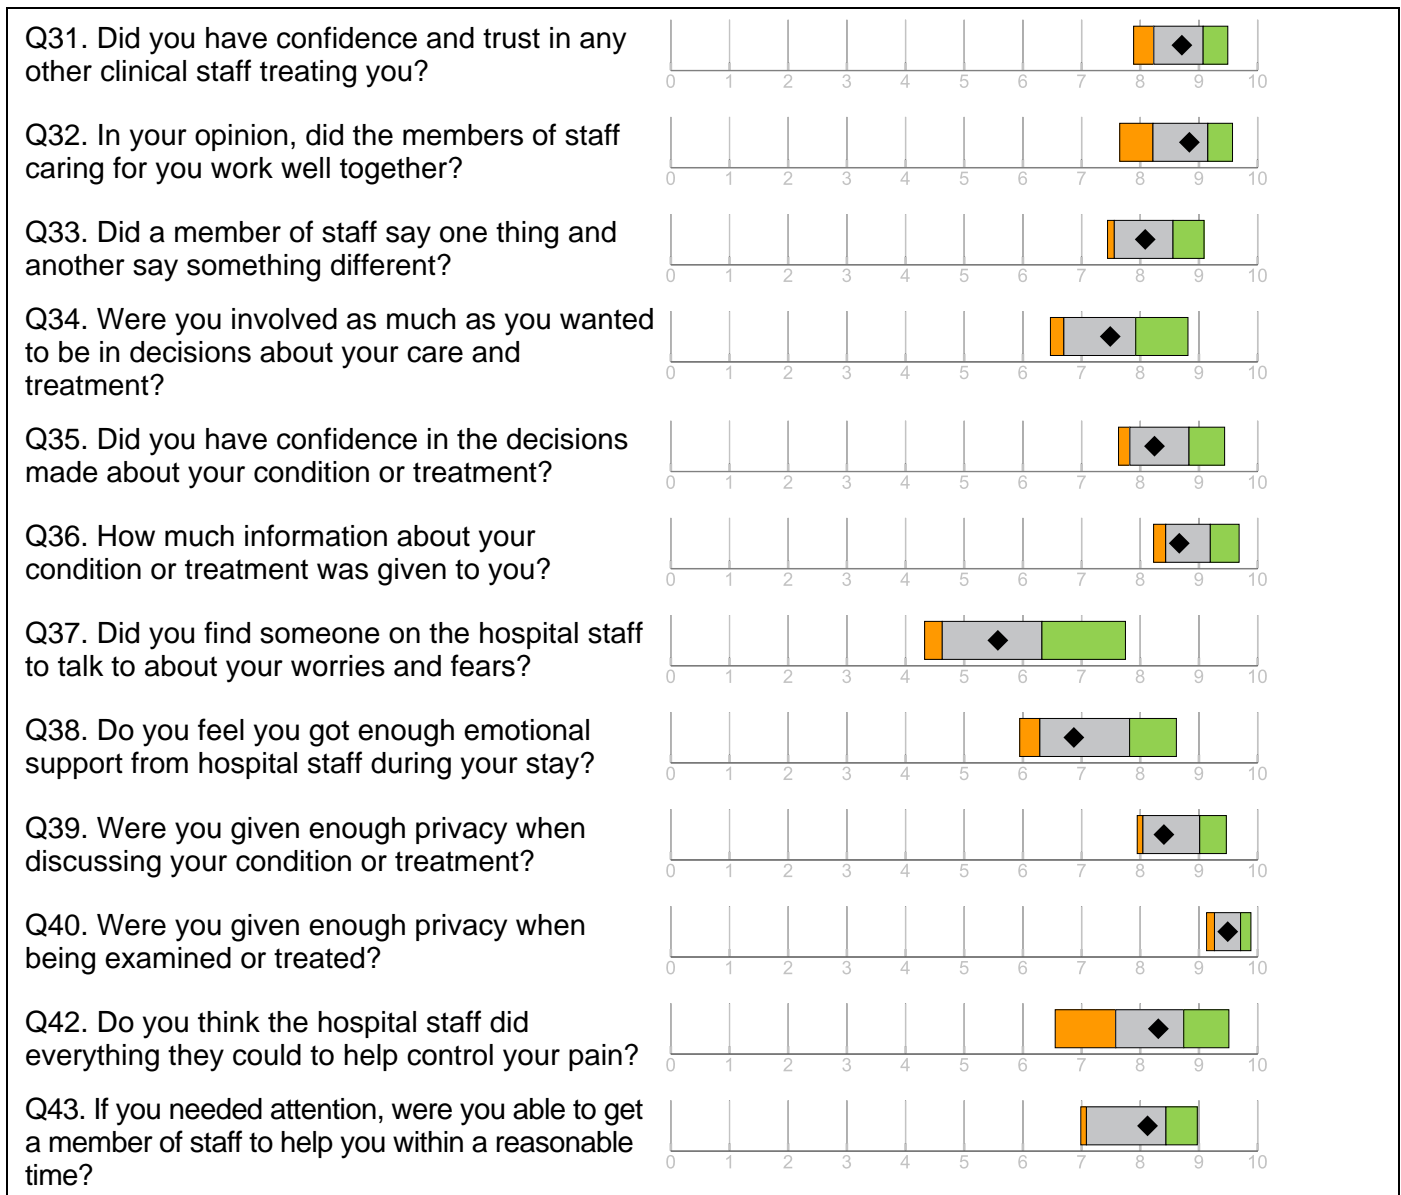 Q31. Did you have confidence and trust in any
other clinical staff treating you?
0 1 2 3 4 5 6 7 8 9 10
Q32. In your opinion, did the members of staff
caring for you work well together?
0 1 2 3 4 5 6 7 8 9 10
Q33. Did a member of staff say one thing and
another say something different?
0 1 2 3 4 5 6 7 8 9 10
Q34. Were you involved as much as you wanted
to be in decisions about your care and
treatment?
0 1 2 3 4 5 6 7 8 9 10
Q35. Did you have confidence in the decisions
made about your condition or treatment?
0 1 2 3 4 5 6 7 8 9 10
Q36. How much information about your
condition or treatment was given to you?
0 1 2 3 4 5 6 7 8 9 10
Q37. Did you find someone on the hospital staff
to talk to about your worries and fears?
0 1 2 3 4 5 6 7 8 9 10
Q38. Do you feel you got enough emotional
support from hospital staff during your stay?
0 1 2 3 4 5 6 7 8 9 10
Q39. Were you given enough privacy when
discussing your condition or treatment?
0 1 2 3 4 5 6 7 8 9 10
Q40. Were you given enough privacy when
being examined or treated?
0 1 2 3 4 5 6 7 8 9 10
Q42. Do you think the hospital staff did
everything they could to help control your pain?
0 1 2 3 4 5 6 7 8 9 10
Q43. If you needed attention, were you able to get
a member of staff to help you within a reasonable
time?
0 1 2 3 4 5 6 7 8 9 10